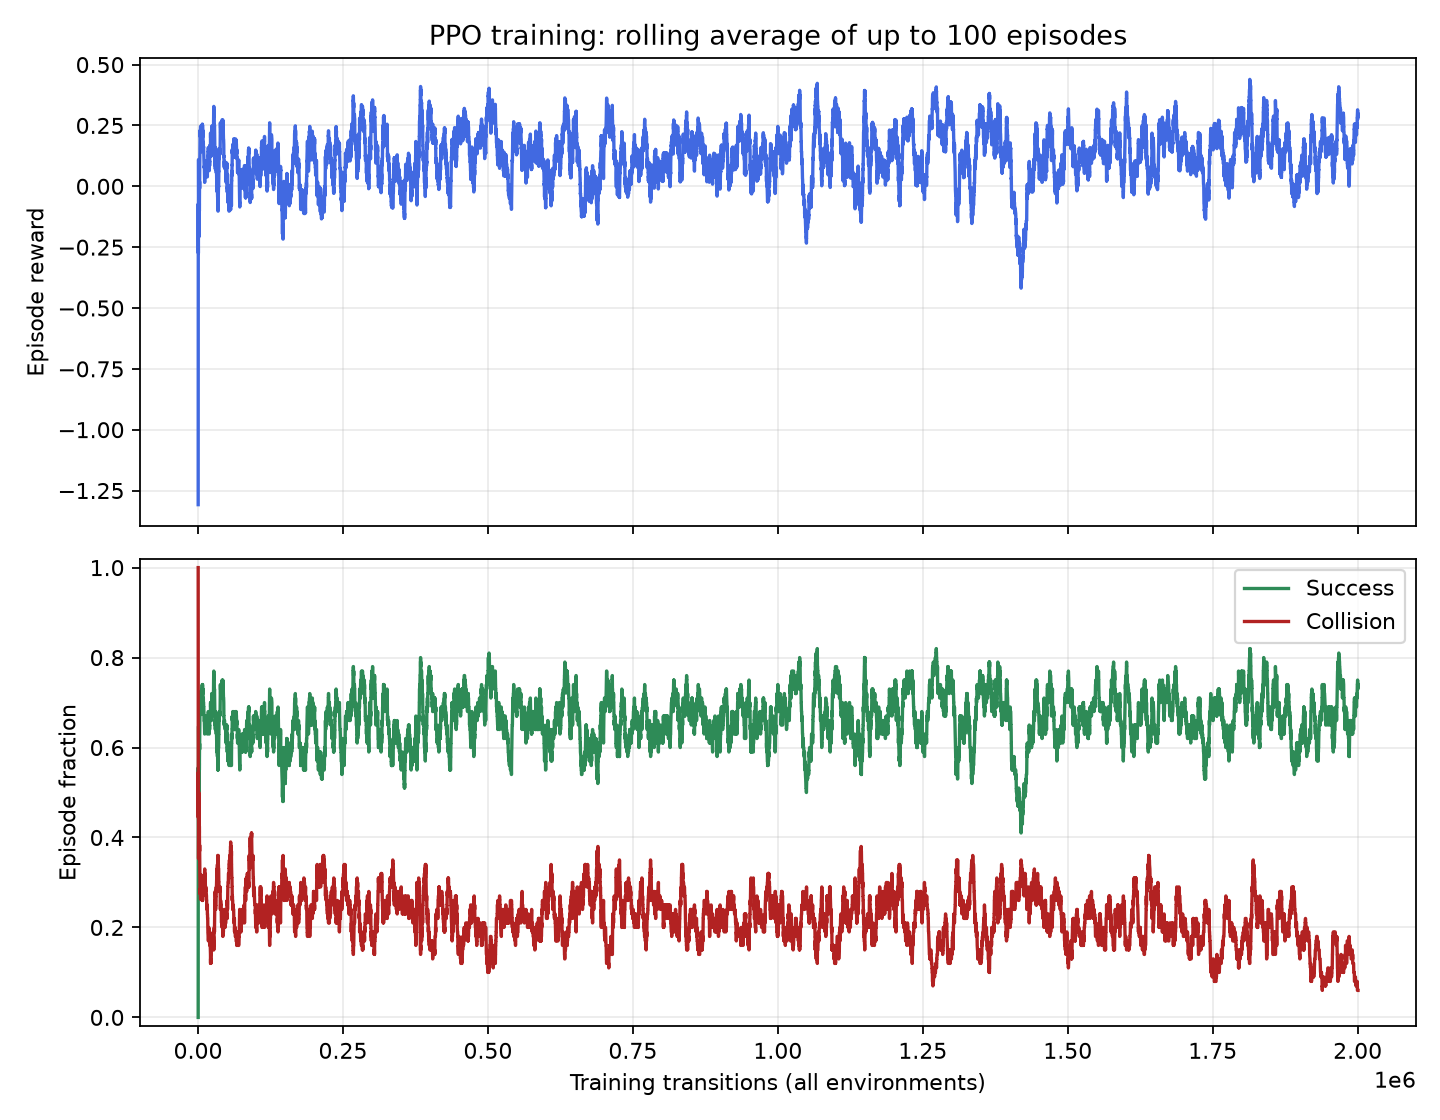 PPO training: rolling average of up to 100 episodes
0.50
0.25
0.00
−0.25
−0.50
−0.75
−1.00
−1.25
Episode reward
1.0
0.8
0.6
0.4
0.2
0.0
Episode fraction
Success
Collision
0.00 0.25 0.50 0.75 1.00 1.25 1.50 1.75 2.00
1e6
Training transitions (all environments)